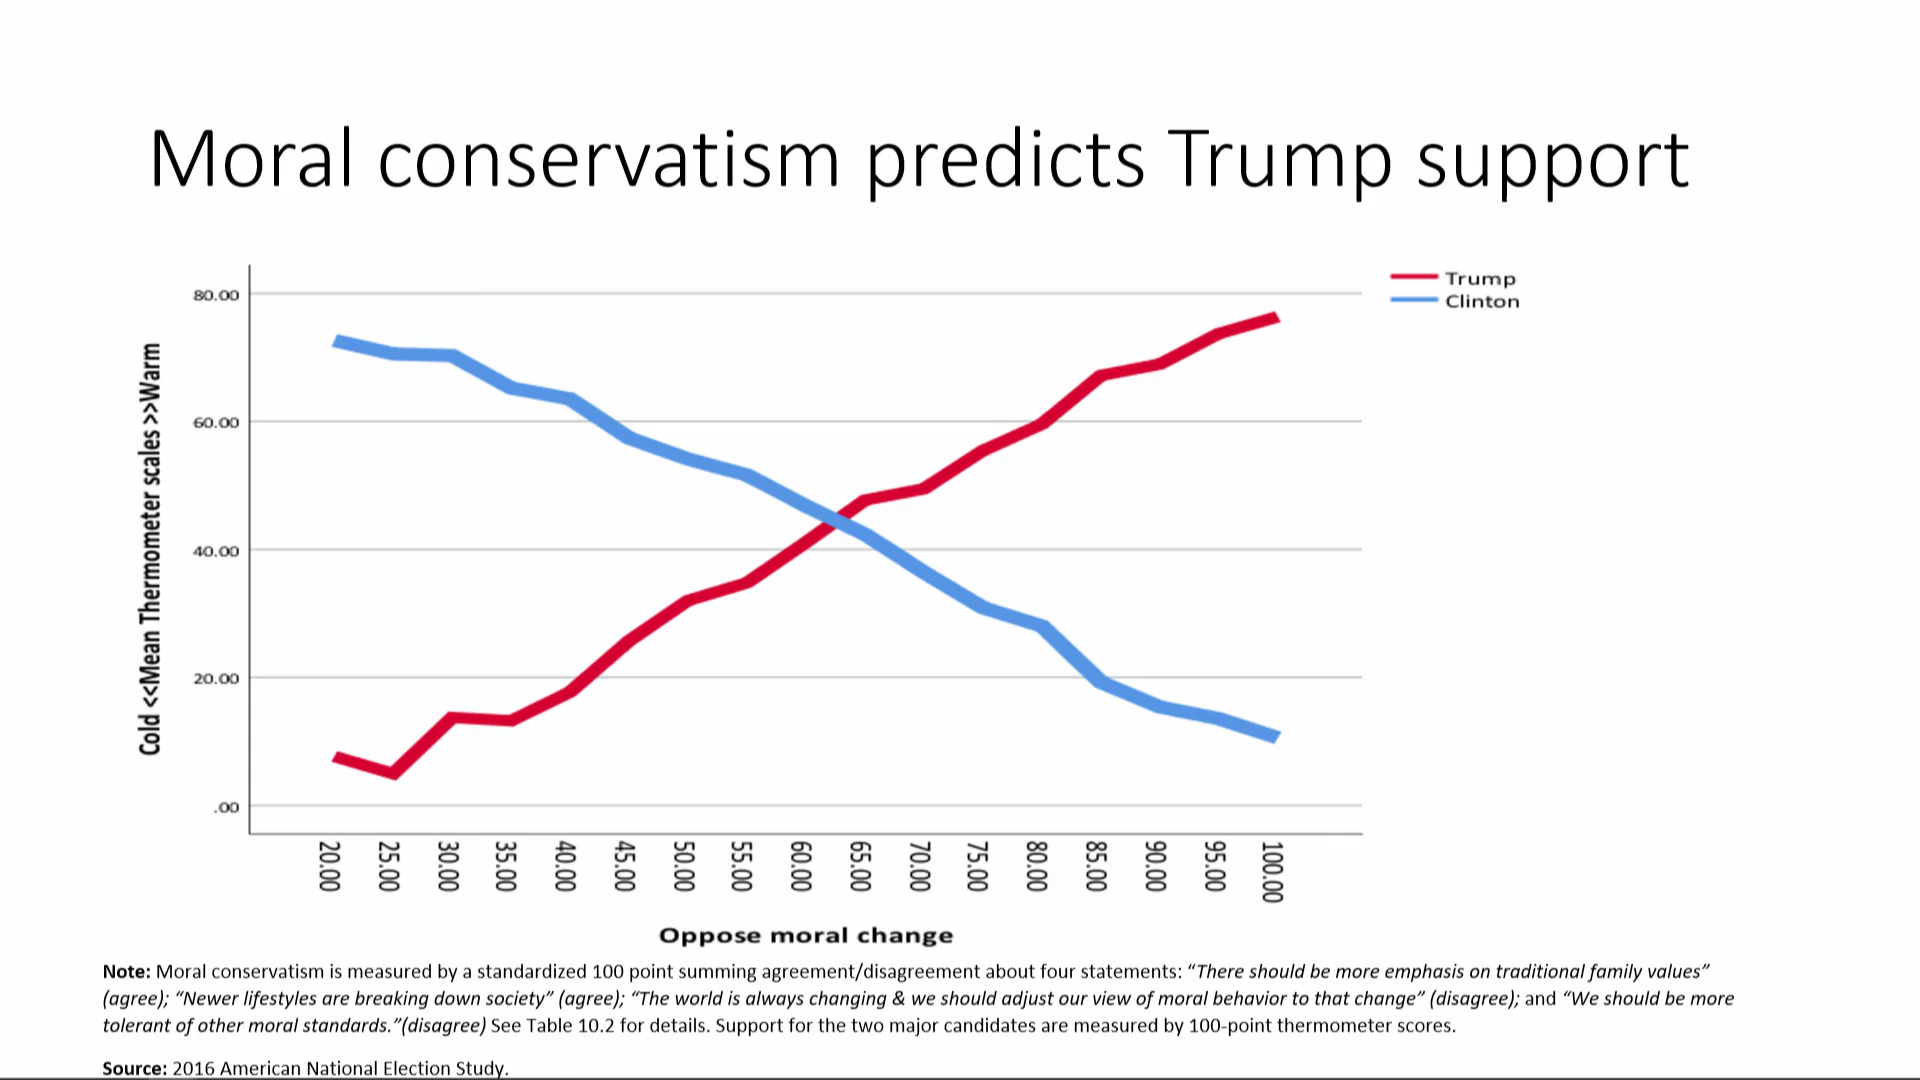 Moral conservatism predicts Trump support
Trump
Clinton
80.00
60.00
40.00
20.00
.00
Cold <<Mean Thermometer scales >>Warm
20.00
25.00
30.00
35.00
40.00
45.00
50.00
55.00
60.00
65.00
70.00
75.00
80.00
85.00
90.00
95.00
100.00
Oppose moral change
Note: Moral conservatism is measured by a standardized 100 point summing agreement/disagreement about four statements: “There should be more emphasis on traditional family values”
(agree); “Newer lifestyles are breaking down society” (agree); “The world is always changing & we should adjust our view of moral behavior to that change” (disagree); and “We should be more
tolerant of other moral standards.”(disagree) See Table 10.2 for details. Support for the two major candidates are measured by 100-point thermometer scores.
Source: 2016 American National Election Study.